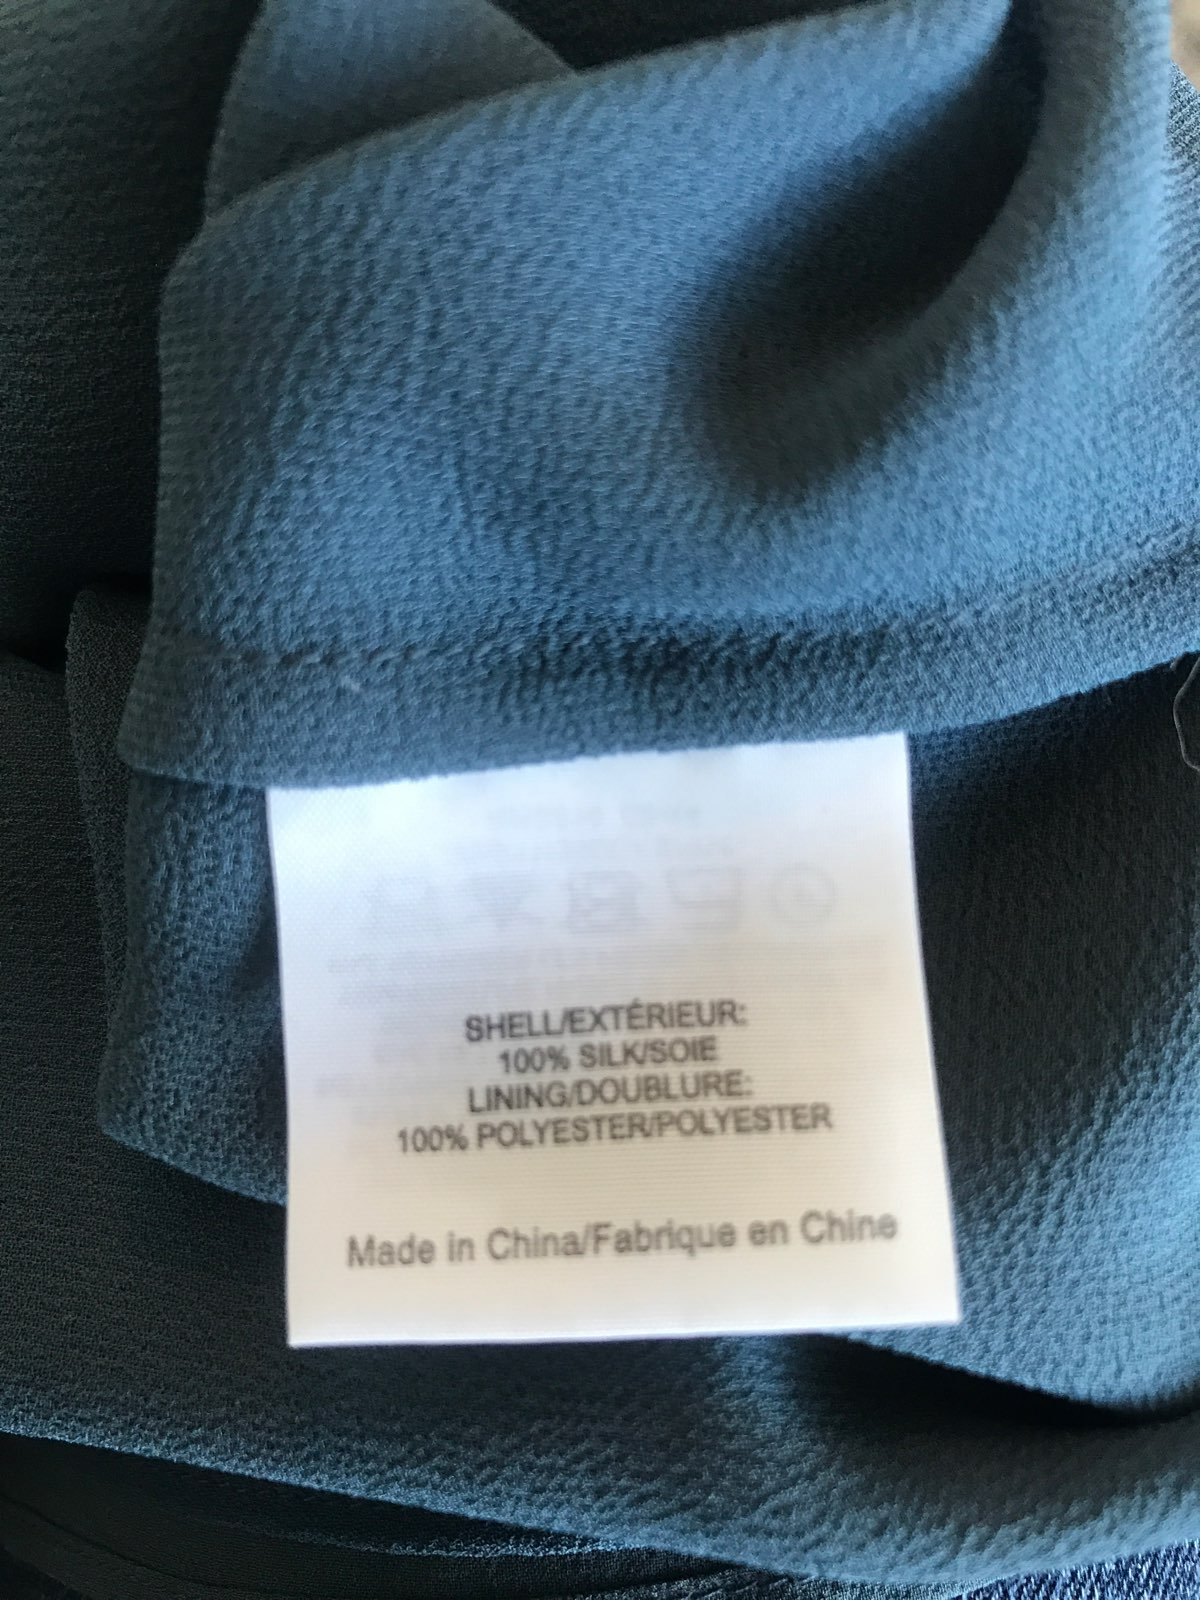 SHELL/EXTÉRIEUR:
100% SILK/SOIE
LINING/DOUBLURE:
100% POLYESTER/POLYESTER
Made in China/Fabrique en Chine